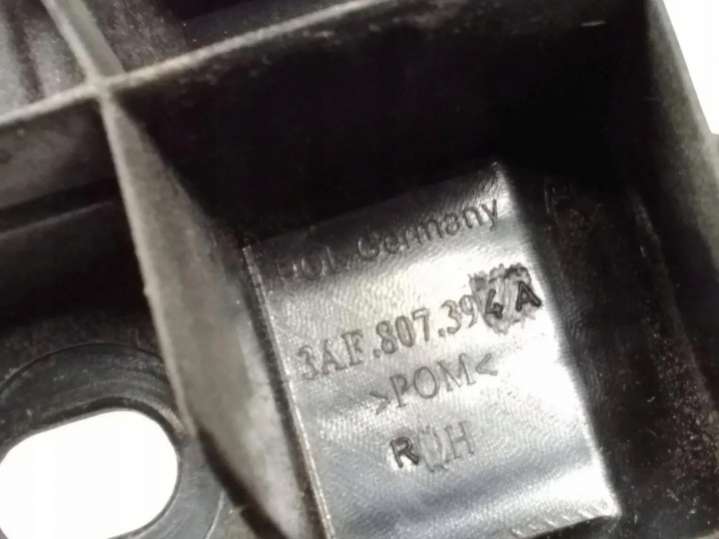 Germany
3AF.807.394 A
>POM<
R H